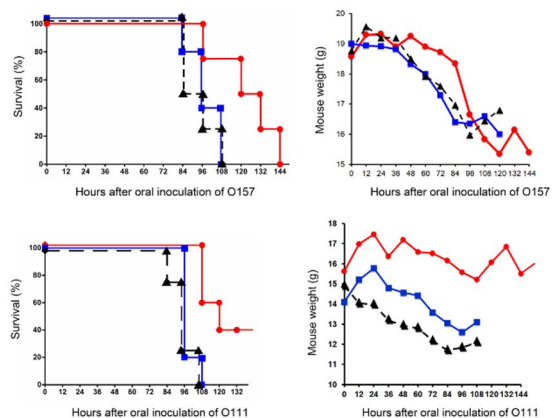 Survival (%)
100
80
60
40
20
0
0 12 24 36 48 60 72 84 96 108 120 132 144
Hours after oral inoculation of O157
Mouse weight (g)
20
19
18
17
16
15
0 12 24 36 48 60 72 84 96 108 120 132 144
Hours after oral inoculation of O157
Survival (%)
100
80
60
40
20
0
0 12 24 36 48 60 72 84 96 108 120 132
Hours after oral inoculation of O111
Mouse weight (g)
18
17
16
15
14
13
12
11
10
0 12 24 36 48 60 72 84 96 108 120 132 144
Hours after oral inoculation of O111